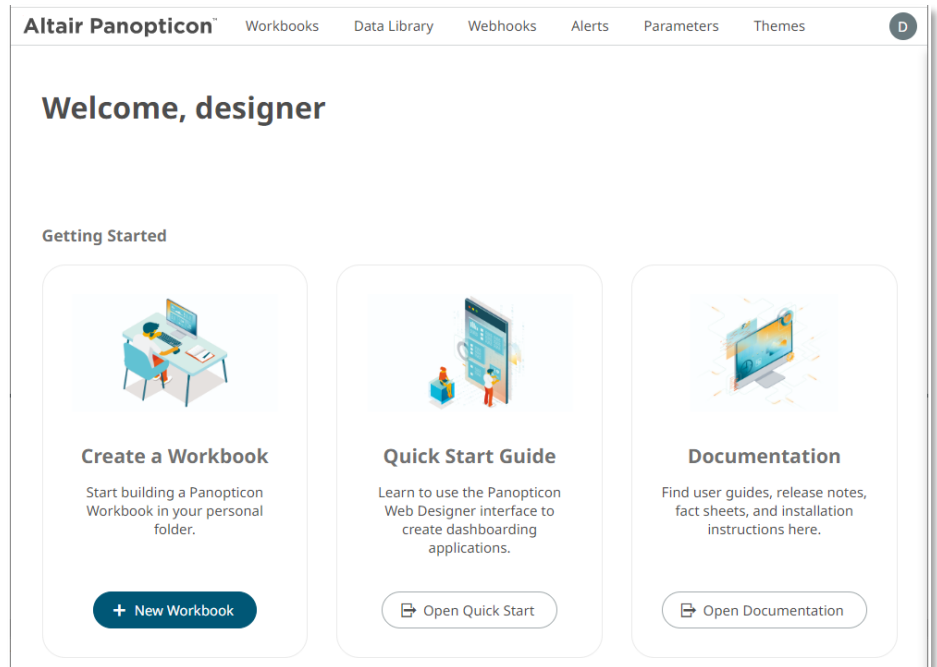 Altair Panopticon™ Workbooks Data Library Webhooks Alerts Parameters Themes D
Welcome, designer
Getting Started
Create a Workbook
Start building a Panopticon
Workbook in your personal
folder.
+ New Workbook
Quick Start Guide
Learn to use the Panopticon
Web Designer interface to
create dashboarding
applications.
Open Quick Start
Documentation
Find user guides, release notes,
fact sheets, and installation
instructions here.
Open Documentation